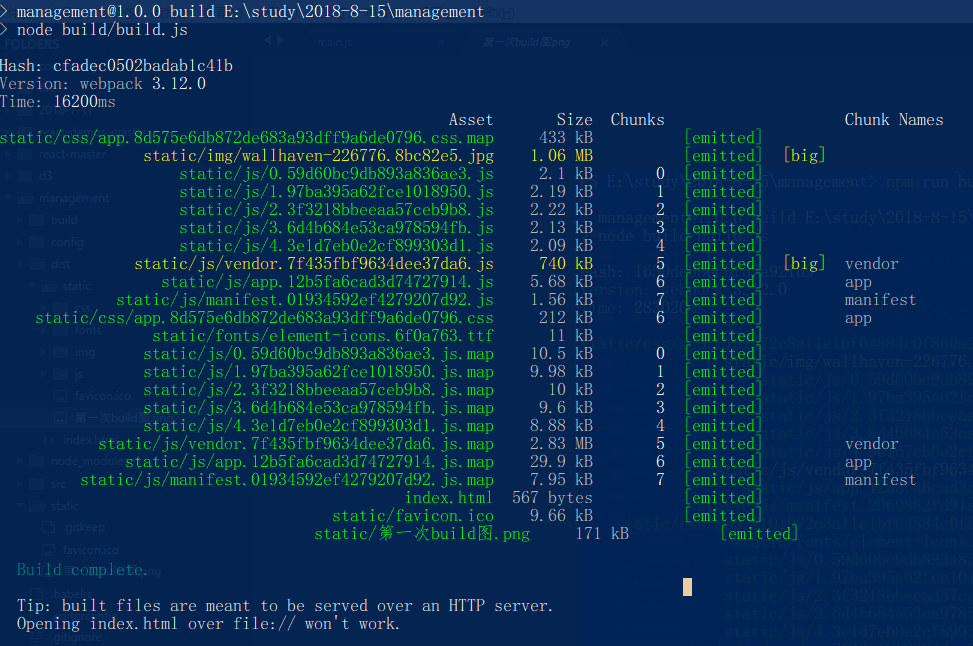 > management@1.0.0 build E:\study\2018-8-15\management
> node build/build.js
Hash: cfadec0502badab1c41b
Version: webpack 3.12.0
Time: 16200ms
Asset Size Chunks Chunk Names
static/css/app.8d575e6db872de683a93dff9a6de0796.css.map 433 kB [emitted]
static/img/wallhaven-226776.8bc82e5.jpg 1.06 MB [emitted] [big]
static/js/0.59d60bc9db893a836ae3.js 2.1 kB 0 [emitted]
static/js/1.97ba395a62fce1018950.js 2.19 kB 1 [emitted]
static/js/2.3f3218bbeeaa57ceb9b8.js 2.22 kB 2 [emitted]
static/js/3.6d4b684e53ca978594fb.js 2.13 kB 3 [emitted]
static/js/4.3e1d7eb0e2cf899303d1.js 2.09 kB 4 [emitted]
static/js/vendor.7f435fbf9634dee37da6.js 740 kB 5 [emitted] [big] vendor
static/js/app.12b5fa6cad3d74727914.js 5.68 kB 6 [emitted] app
static/js/manifest.01934592ef4279207d92.js 1.56 kB 7 [emitted] manifest
static/css/app.8d575e6db872de683a93dff9a6de0796.css 212 kB 6 [emitted] app
static/fonts/element-icons.6f0a763.ttf 11 kB [emitted]
static/js/0.59d60bc9db893a836ae3.js.map 10.5 kB 0 [emitted]
static/js/1.97ba395a62fce1018950.js.map 9.98 kB 1 [emitted]
static/js/2.3f3218bbeeaa57ceb9b8.js.map 10 kB 2 [emitted]
static/js/3.6d4b684e53ca978594fb.js.map 9.6 kB 3 [emitted]
static/js/4.3e1d7eb0e2cf899303d1.js.map 8.88 kB 4 [emitted]
static/js/vendor.7f435fbf9634dee37da6.js.map 2.83 MB 5 [emitted] vendor
static/js/app.12b5fa6cad3d74727914.js.map 29.9 kB 6 [emitted] app
static/js/manifest.01934592ef4279207d92.js.map 7.95 kB 7 [emitted] manifest
index.html 567 bytes [emitted]
static/favicon.ico 9.66 kB [emitted]
static/第一次build图.png 171 kB [emitted]
Build complete.
Tip: built files are meant to be served over an HTTP server.
Opening index.html over file:// won't work.